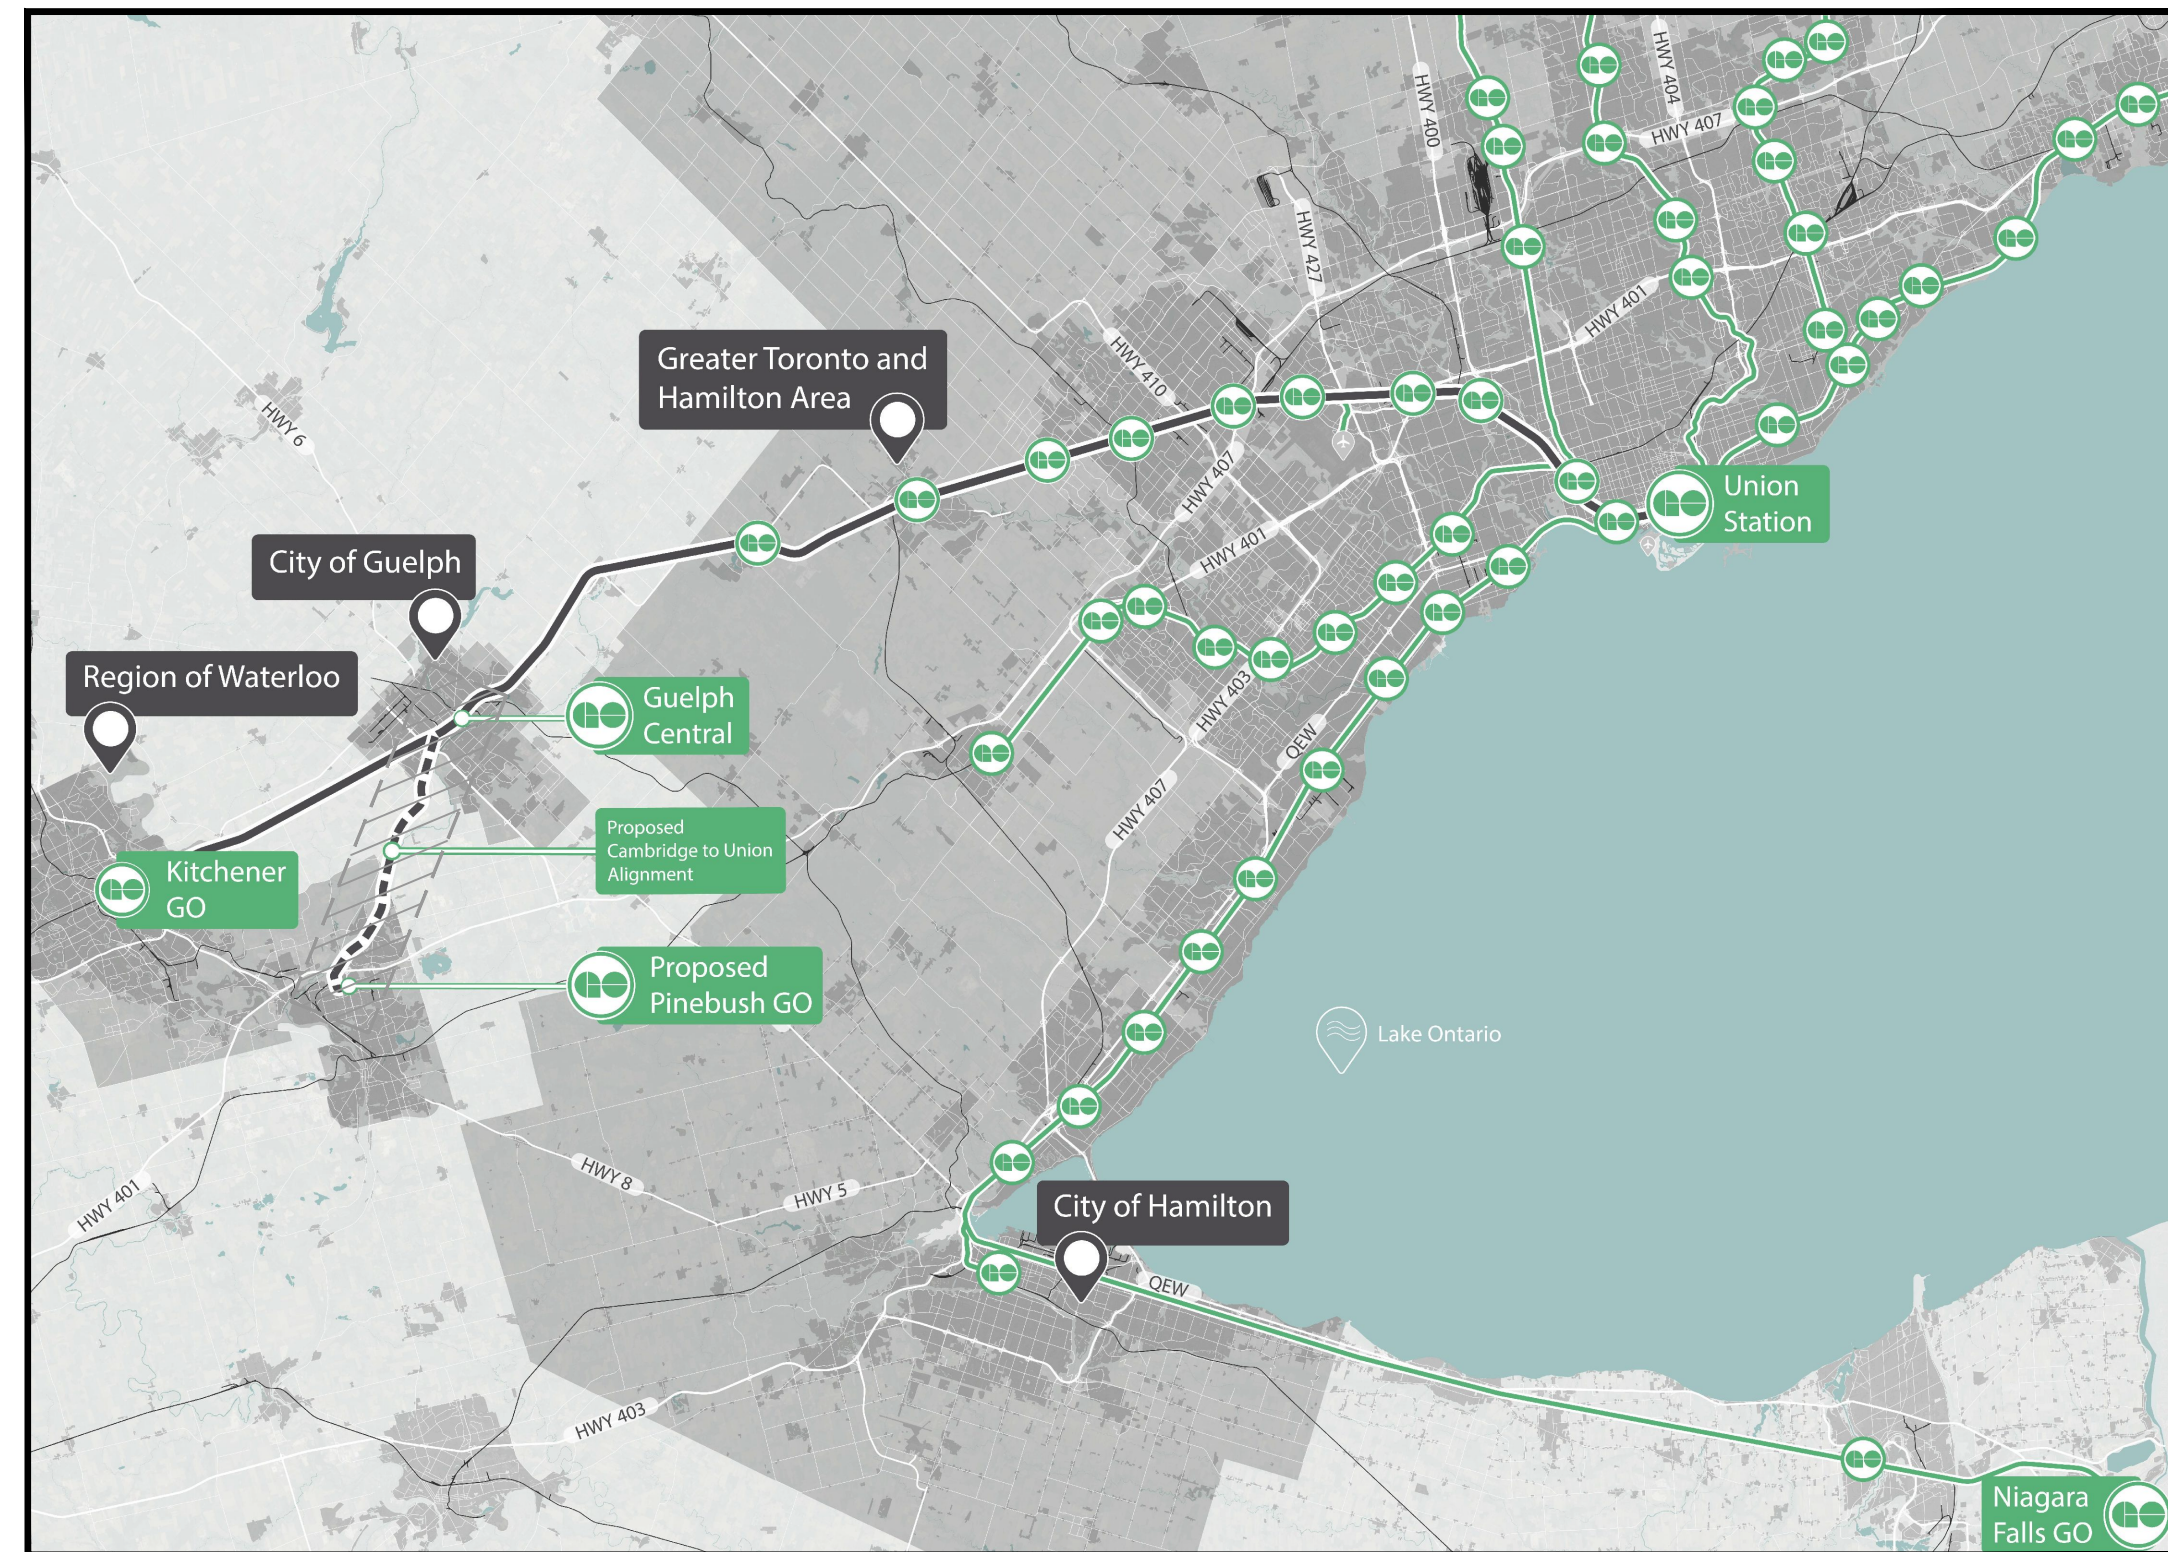 HWY 400
HWY 404
HWY 407
HWY 427
HWY 401
HWY 410
Greater Toronto and
Hamilton Area
HWY 6
HWY 407
Union
Station
City of Guelph
HWY 401
Region of Waterloo
Guelph
Central
HWY 403
QEW
HWY 407
Proposed
Cambridge to Union
Alignment
Kitchener
GO
Proposed
Pinebush GO
Lake Ontario
HWY 401
HWY 8
HWY 5
City of Hamilton
QEW
HWY 403
Niagara
Falls GO